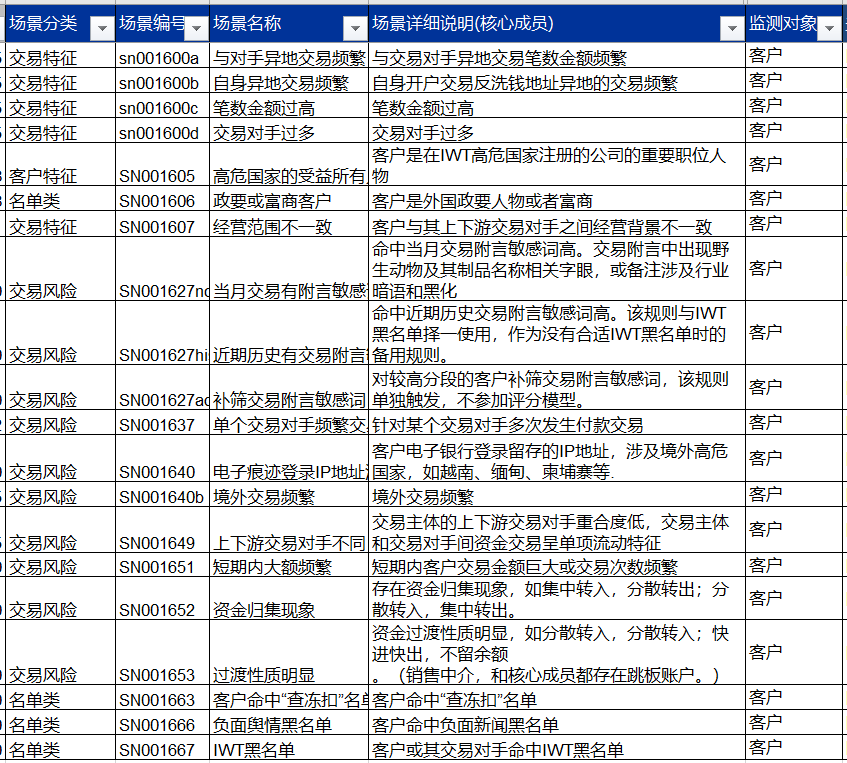 场景分类 场景编号 场景名称 场景详细说明(核心成员) 监测对象
交易特征 sn001600a 与对手异地交易频繁 与交易对手异地交易笔数金额频繁 客户
交易特征 sn001600b 自身异地交易频繁 自身开户交易反洗钱地址异地的交易频繁 客户
交易特征 sn001600c 笔数金额过高 笔数金额过高 客户
交易特征 sn001600d 交易对手过多 交易对手过多 客户
客户是在IWT高危国家注册的公司的重要职位人
客户特征 SN001605 高危国家的受益所有 物 客户
名单类 SN001606 政要或富商客户 客户是外国政要人物或者富商 客户
交易特征 SN001607 经营范围不一致 客户与其上下游交易对手之间经营背景不一致 客户
命中当月交易附言敏感词高。交易附言中出现野
生动物及其制品名称相关字眼，或备注涉及行业 客户
交易风险 SN001627no 当月交易有附言敏感 暗语和黑化
命中近期历史交易附言敏感词高。该规则与IWT
黑名单择一使用，作为没有合适IWT黑名单时的 客户
交易风险 SN001627hi 近期历史有交易附言 备用规则。
对较高分段的客户补筛交易附言敏感词，该规则 客户
交易风险 SN001627ad 补筛交易附言敏感词 单独触发，不参加评分模型。
交易风险 SN001637 单个交易对手频繁交 针对某个交易对手多次发生付款交易 客户
客户电子银行登录留存的IP地址，涉及境外高危 客户
交易风险 SN001640 电子痕迹登录IP地址 国家，如越南、缅甸、柬埔寨等.
交易风险 SN001640b 境外交易频繁 境外交易频繁 客户
交易主体的上下游交易对手重合度低，交易主体 客户
交易风险 SN001649 上下游交易对手不同 和交易对手间资金交易呈单项流动特征
交易风险 SN001651 短期内大额频繁 短期内客户交易金额巨大或交易次数频繁 客户
存在资金归集现象，如集中转入，分散转出；分 客户
交易风险 SN001652 资金归集现象 散转入，集中转出。
资金过渡性质明显，如分散转入，分散转入；快
进快出，不留余额 客户
交易风险 SN001653 过渡性质明显 。（销售中介，和核心成员都存在跳板账户。）
名单类 SN001663 客户命中“查冻扣”名单 客户命中“查冻扣”名单 客户
名单类 SN001666 负面舆情黑名单 客户命中负面新闻黑名单 客户
名单类 SN001667 IWT黑名单 客户或其交易对手命中IWT黑名单 客户